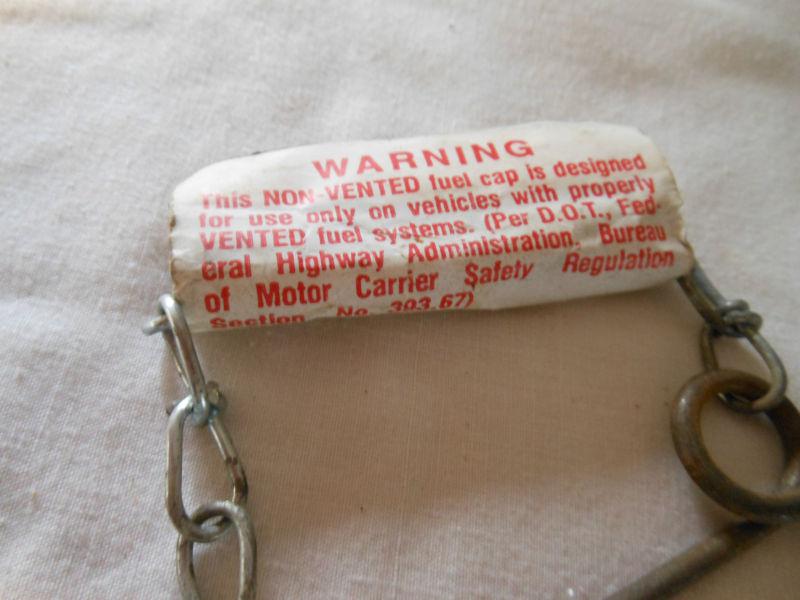 WARNING
This NON-VENTED fuel cap is designed
for use only on vehicles with properly
VENTED fuel systems. (Per D.O.T., Fed-
eral Highway Administration, Bureau
of Motor Carrier Safety Regulation
Section No. 393.67)